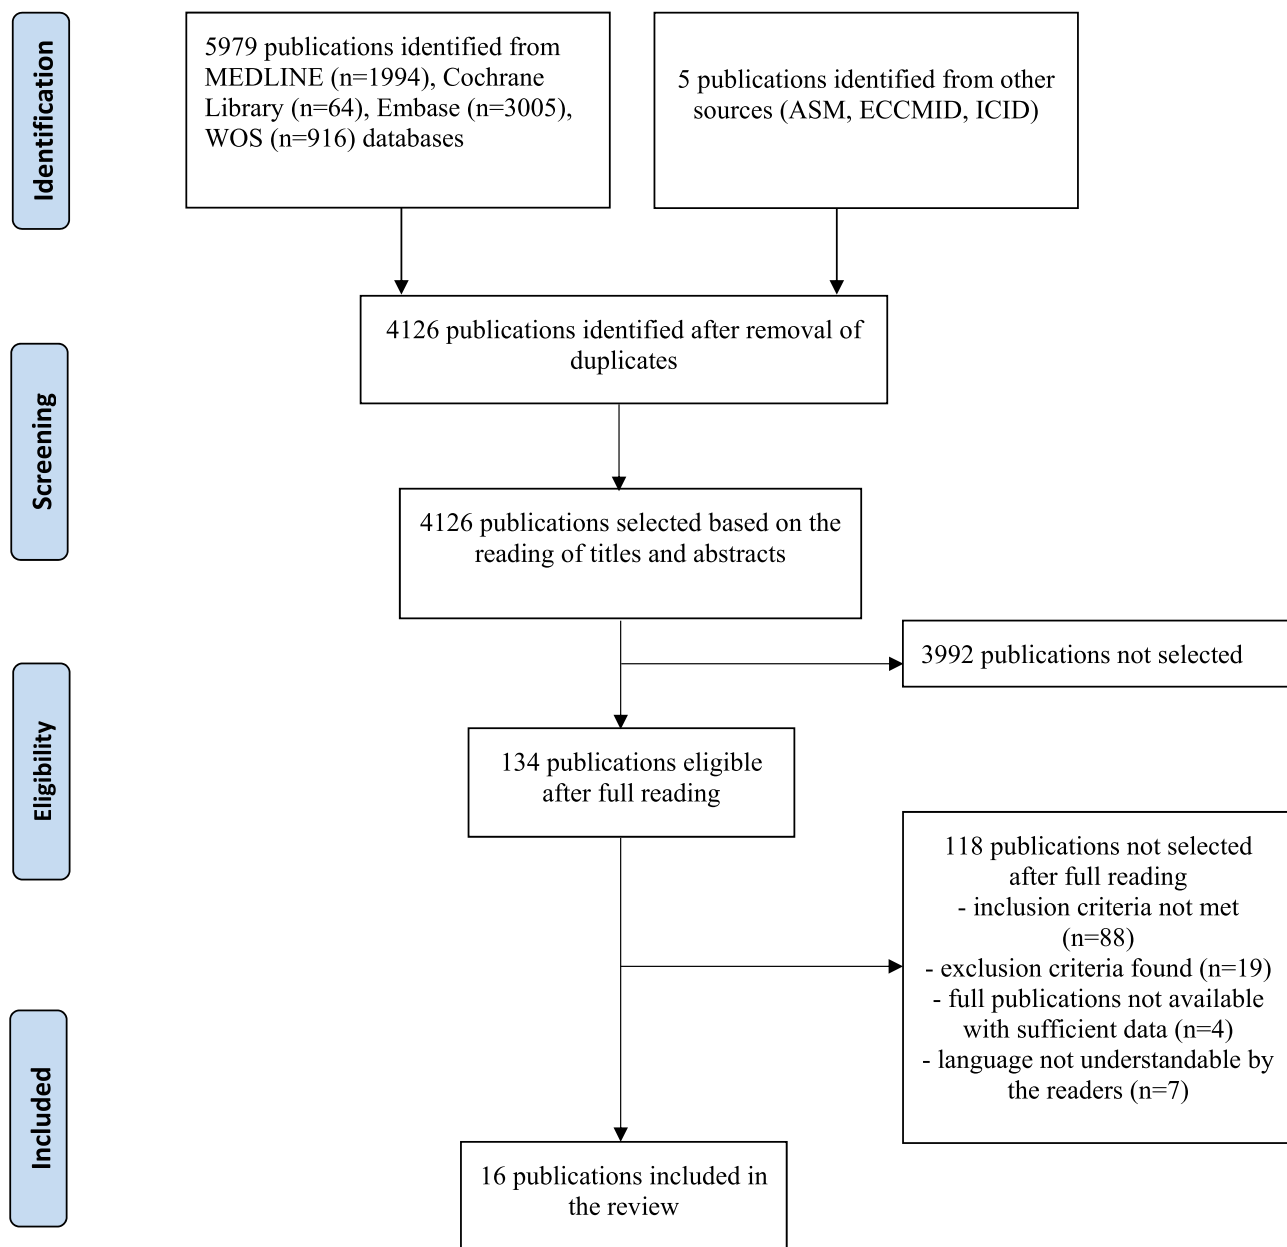 Identification
5979 publications identified from
MEDLINE (n=1994), Cochrane
Library (n=64), Embase (n=3005),
WOS (n=916) databases
5 publications identified from other
sources (ASM, ECCMID, ICID)
4126 publications identified after removal of
duplicates
Screening
4126 publications selected based on the
reading of titles and abstracts
3992 publications not selected
Eligibility
134 publications eligible
after full reading
118 publications not selected
after full reading
- inclusion criteria not met
(n=88)
- exclusion criteria found (n=19)
- full publications not available
with sufficient data (n=4)
- language not understandable by
the readers (n=7)
Included
16 publications included in
the review